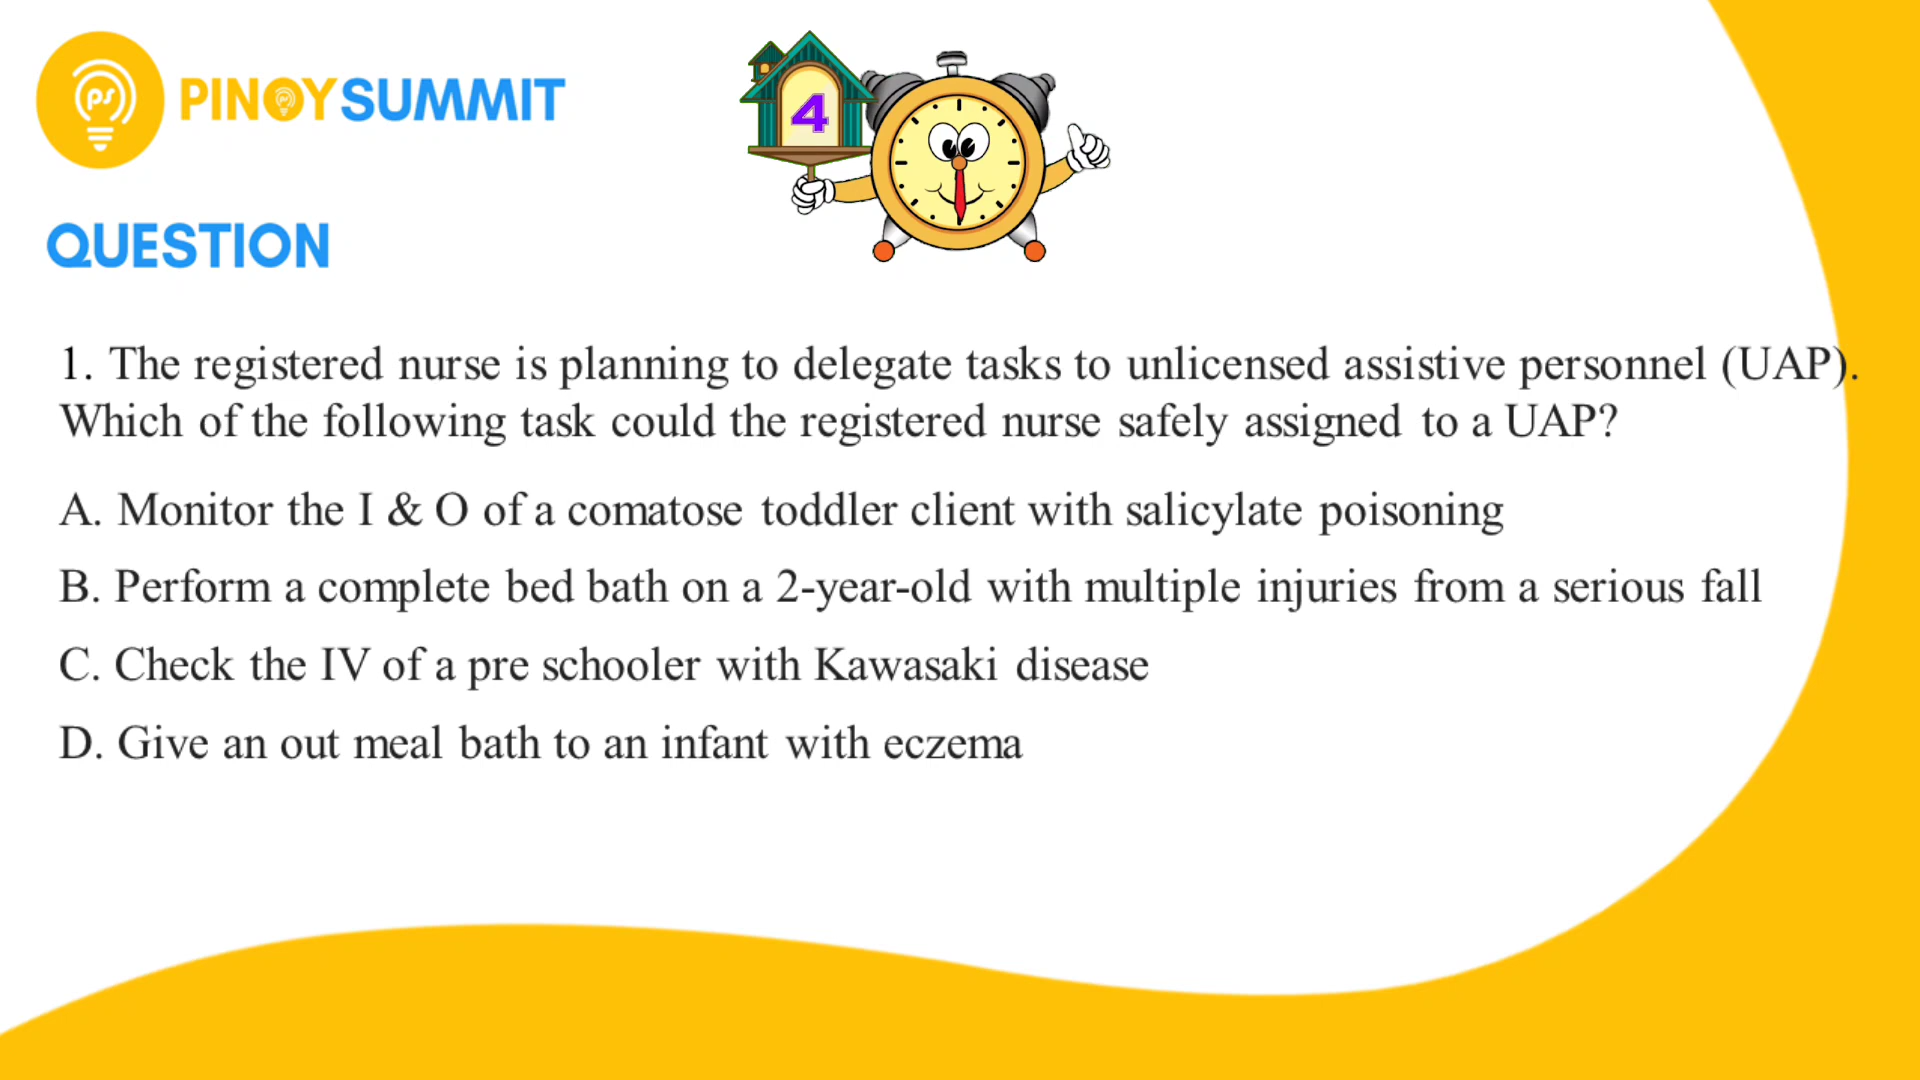 PINOY SUMMIT
4
QUESTION
1. The registered nurse is planning to delegate tasks to unlicensed assistive personnel (UAP).
Which of the following task could the registered nurse safely assigned to a UAP?
A. Monitor the I & O of a comatose toddler client with salicylate poisoning
B. Perform a complete bed bath on a 2-year-old with multiple injuries from a serious fall
C. Check the IV of a pre schooler with Kawasaki disease
D. Give an out meal bath to an infant with eczema